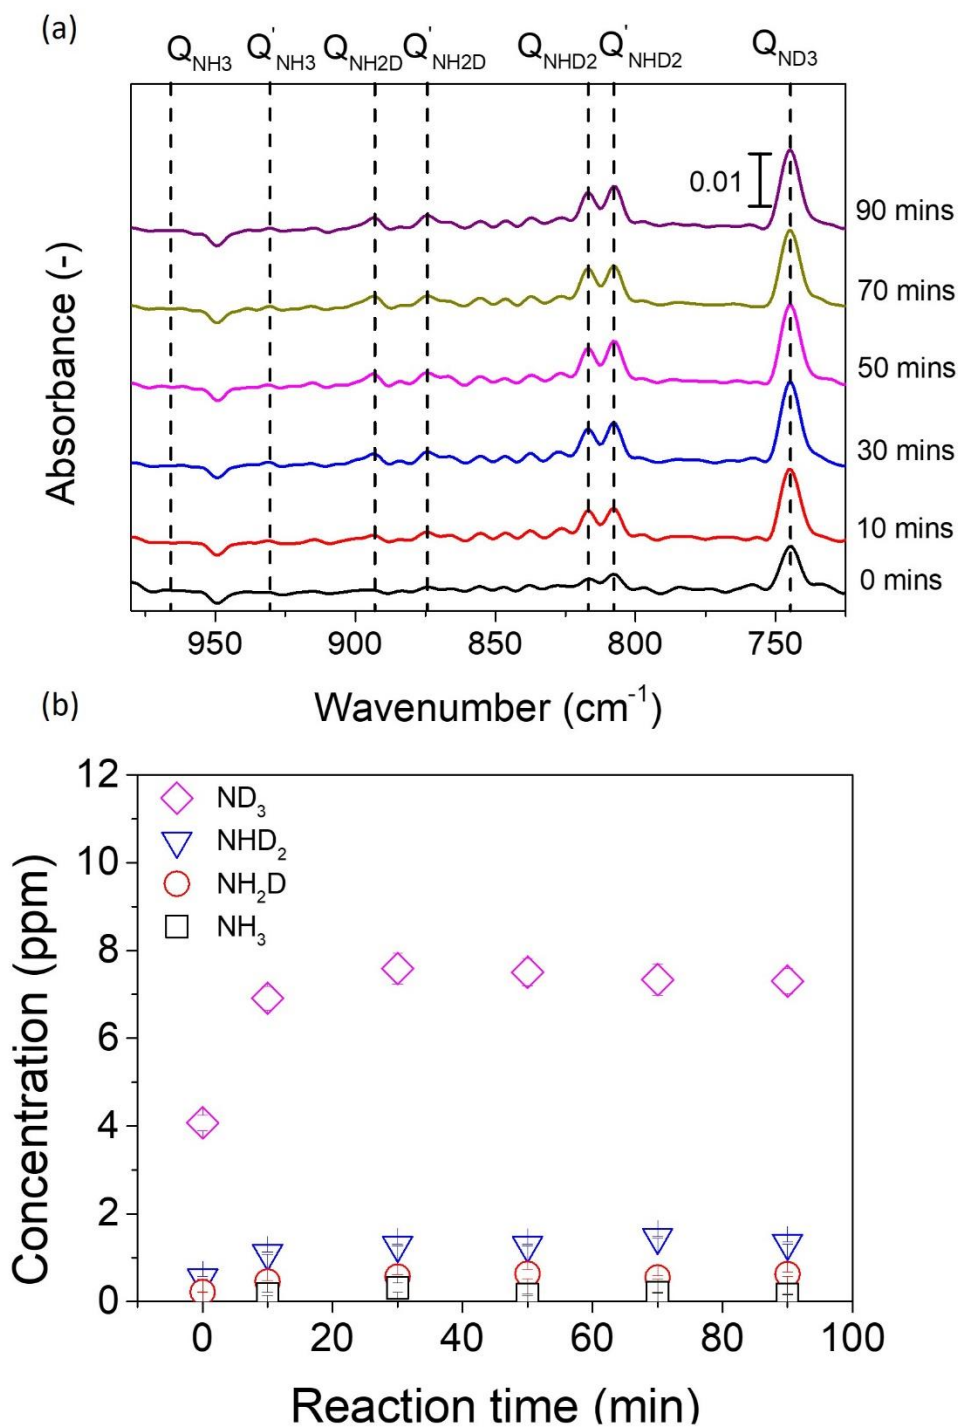 (a)
Q_NH3 Q'_NH3 Q_NH2D Q'_NH2D Q_NHD2 Q'_NHD2 Q_ND3
0.01
90 mins
70 mins
50 mins
30 mins
10 mins
0 mins
Absorbance (-)
950 900 850 800 750
Wavenumber (cm⁻¹)
(b)
12
10
8
6
4
2
0
ND₃
NHD₂
NH₂D
NH₃
Concentration (ppm)
0 20 40 60 80 100
Reaction time (min)